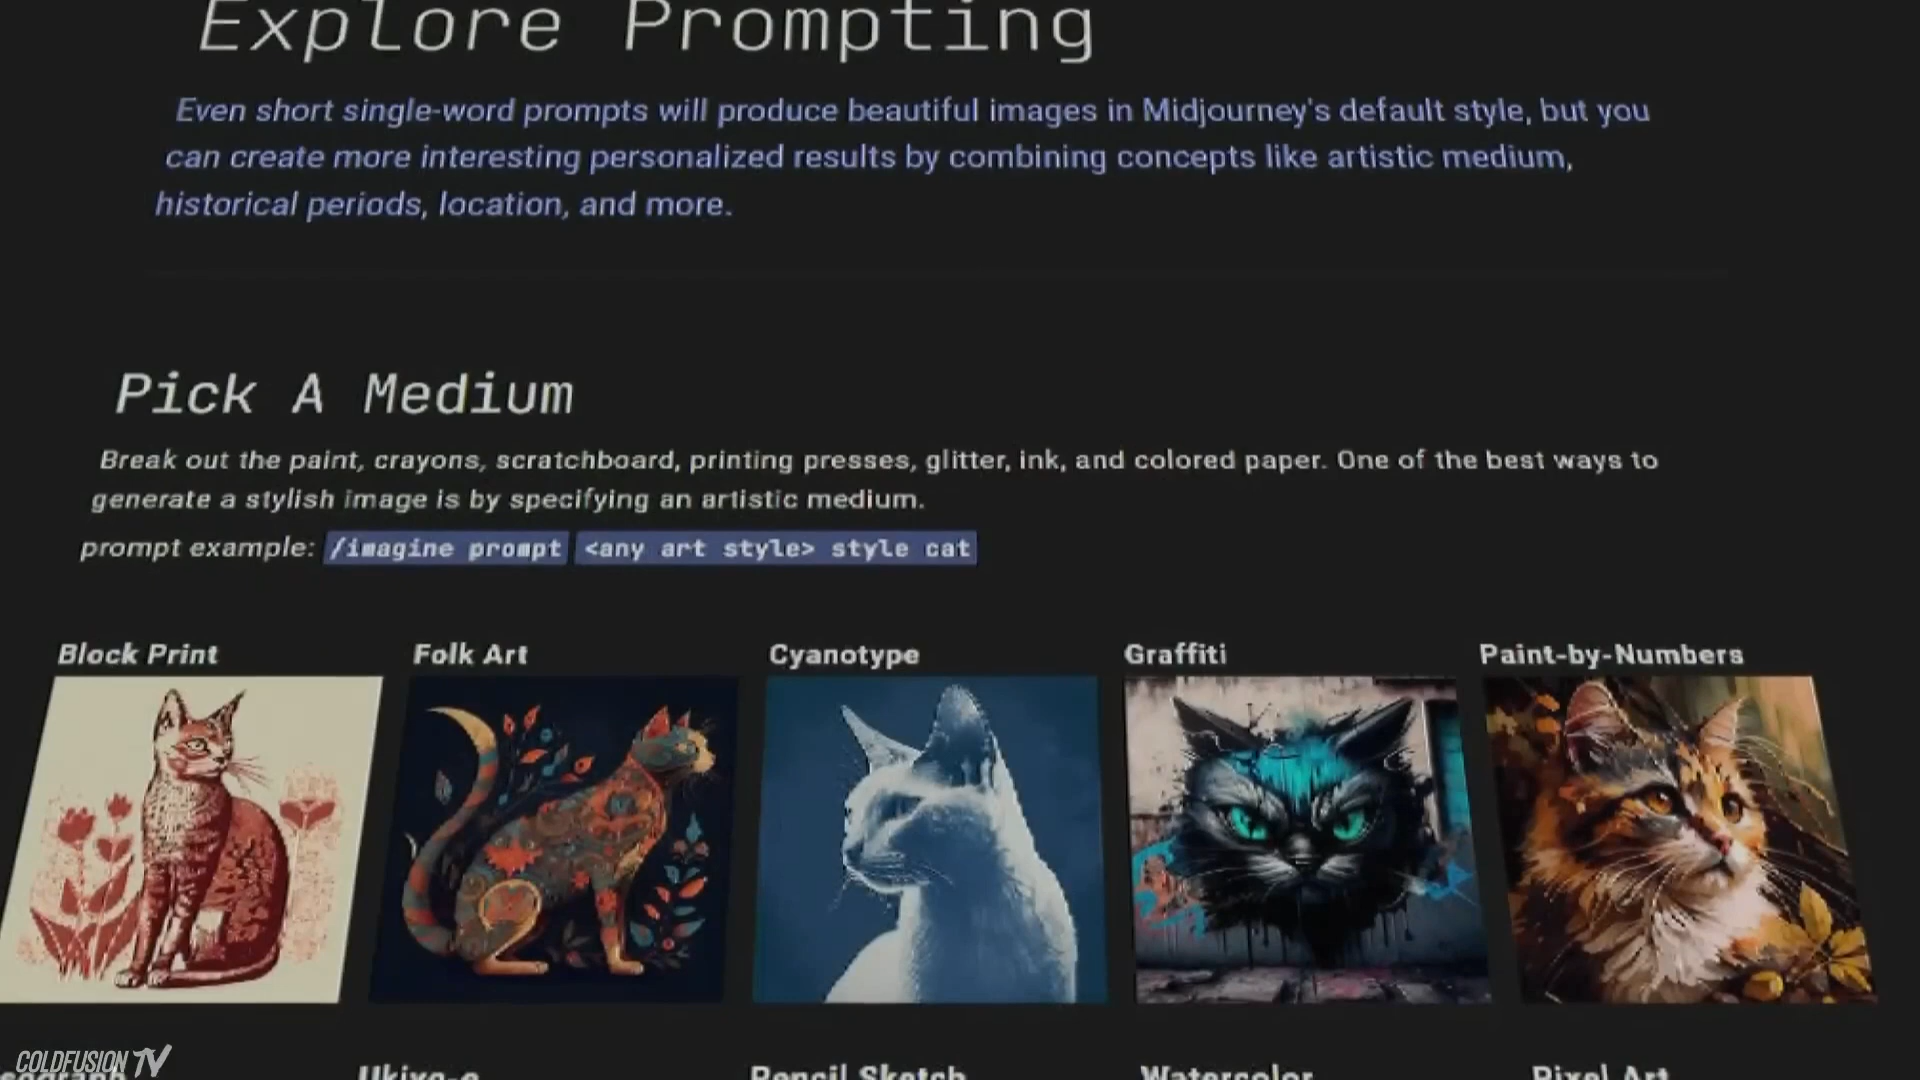 Explore Prompting
Even short single-word prompts will produce beautiful images in Midjourney's default style, but you
can create more interesting personalized results by combining concepts like artistic medium,
historical periods, location, and more.
Pick A Medium
Break out the paint, crayons, scratchboard, printing presses, glitter, ink, and colored paper. One of the best ways to
generate a stylish image is by specifying an artistic medium.
prompt example: /imagine prompt <any art style> style cat
Block Print Folk Art Cyanotype Graffiti Paint-by-Numbers
COLDFUSION TV
Ukiyo-e Pencil Sketch Watercolor Pixel Art